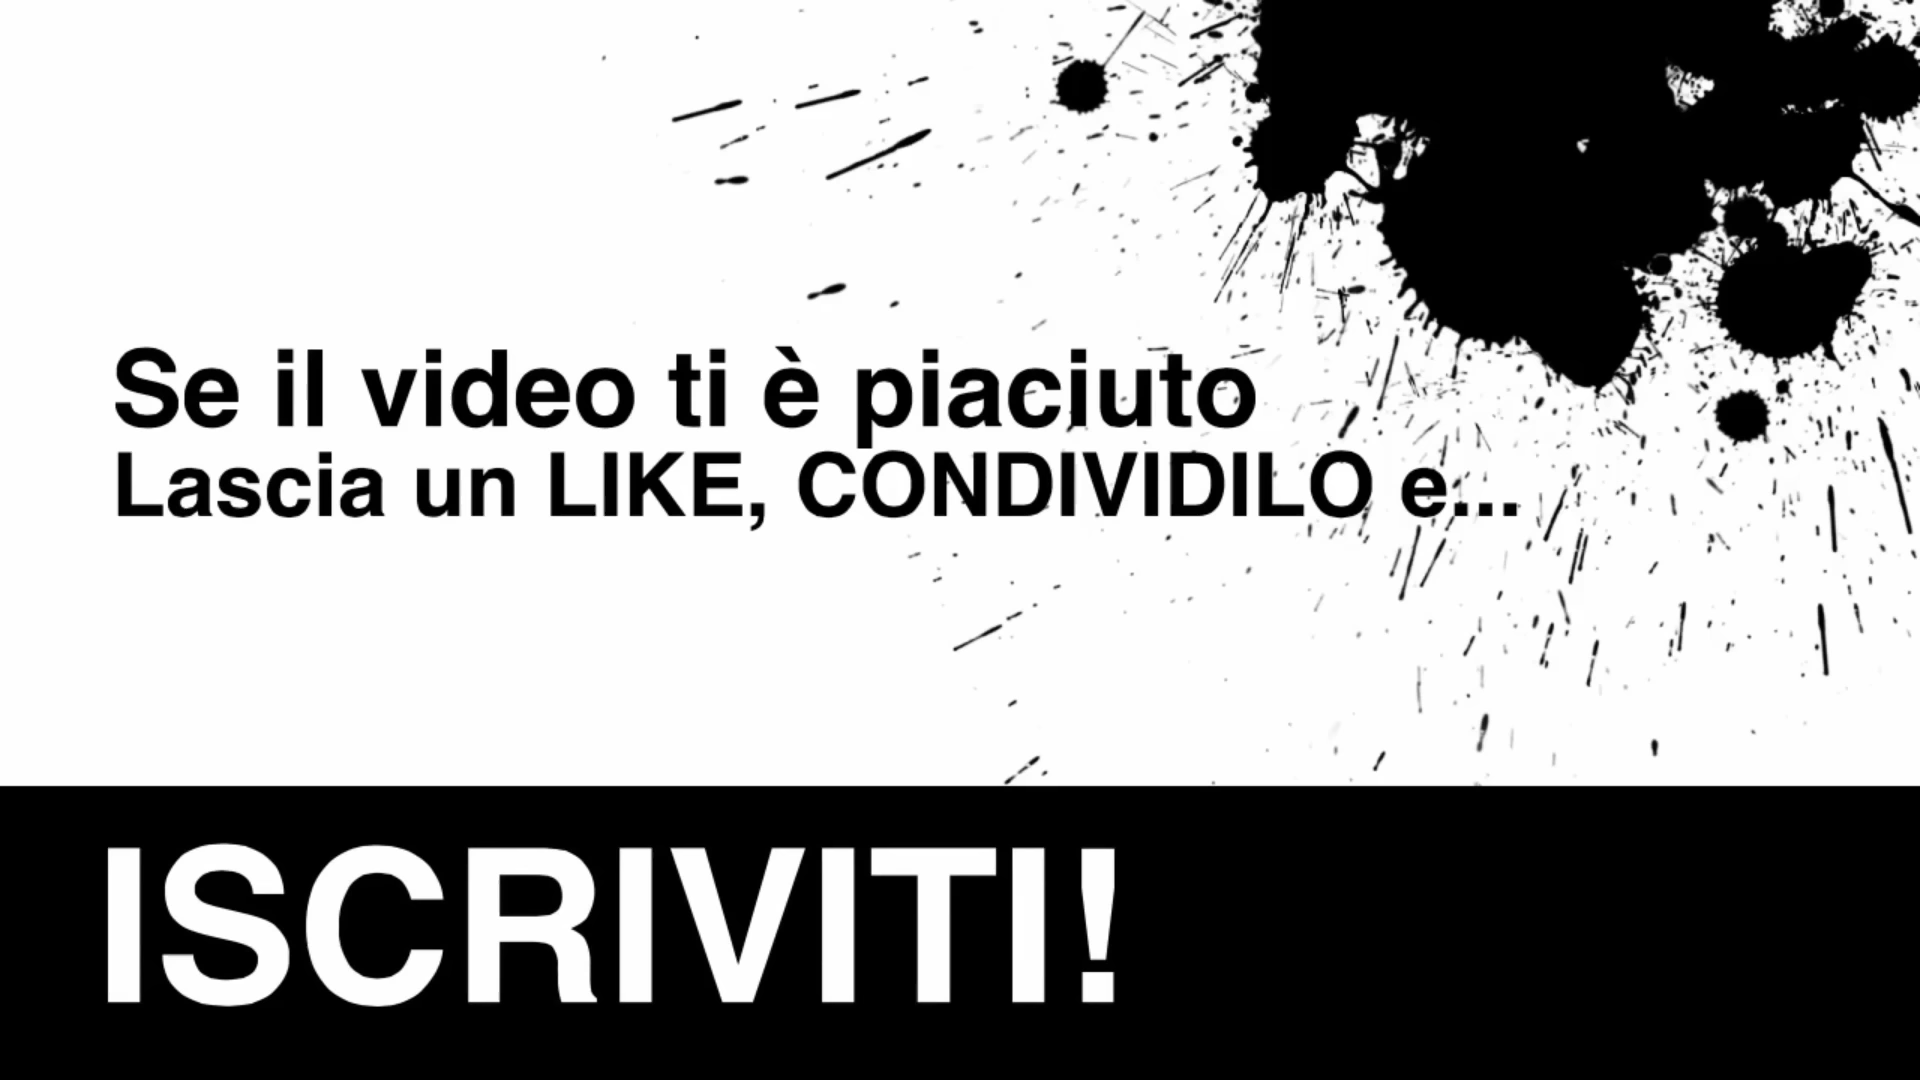 Se il video ti è piaciuto
Lascia un LIKE, CONDIVIDILO e...
ISCRIVITI!